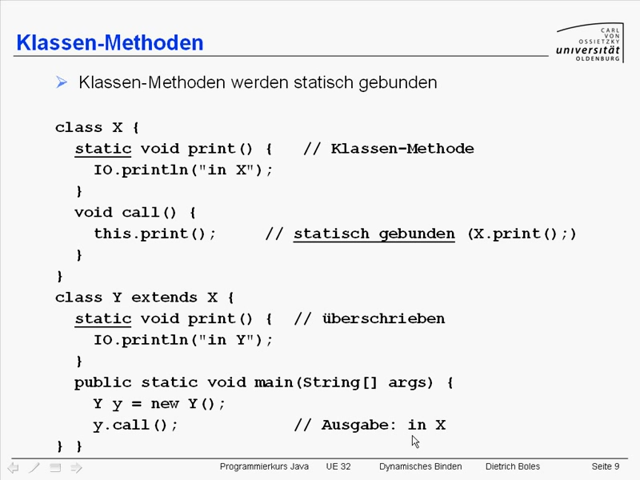 Klassen-Methoden
CARL
VON
OSSIETZKY
universität
OLDENBURG
Klassen-Methoden werden statisch gebunden
class X {
static void print() { // Klassen-Methode
IO.println("in X");
}
void call() {
this.print(); // statisch gebunden (X.print();)
}
}
class Y extends X {
static void print() { // überschrieben
IO.println("in Y");
}
public static void main(String[] args) {
Y y = new Y();
y.call(); // Ausgabe: in X
} }
Programmierkurs Java UE 32 Dynamisches Binden Dietrich Boles Seite 9